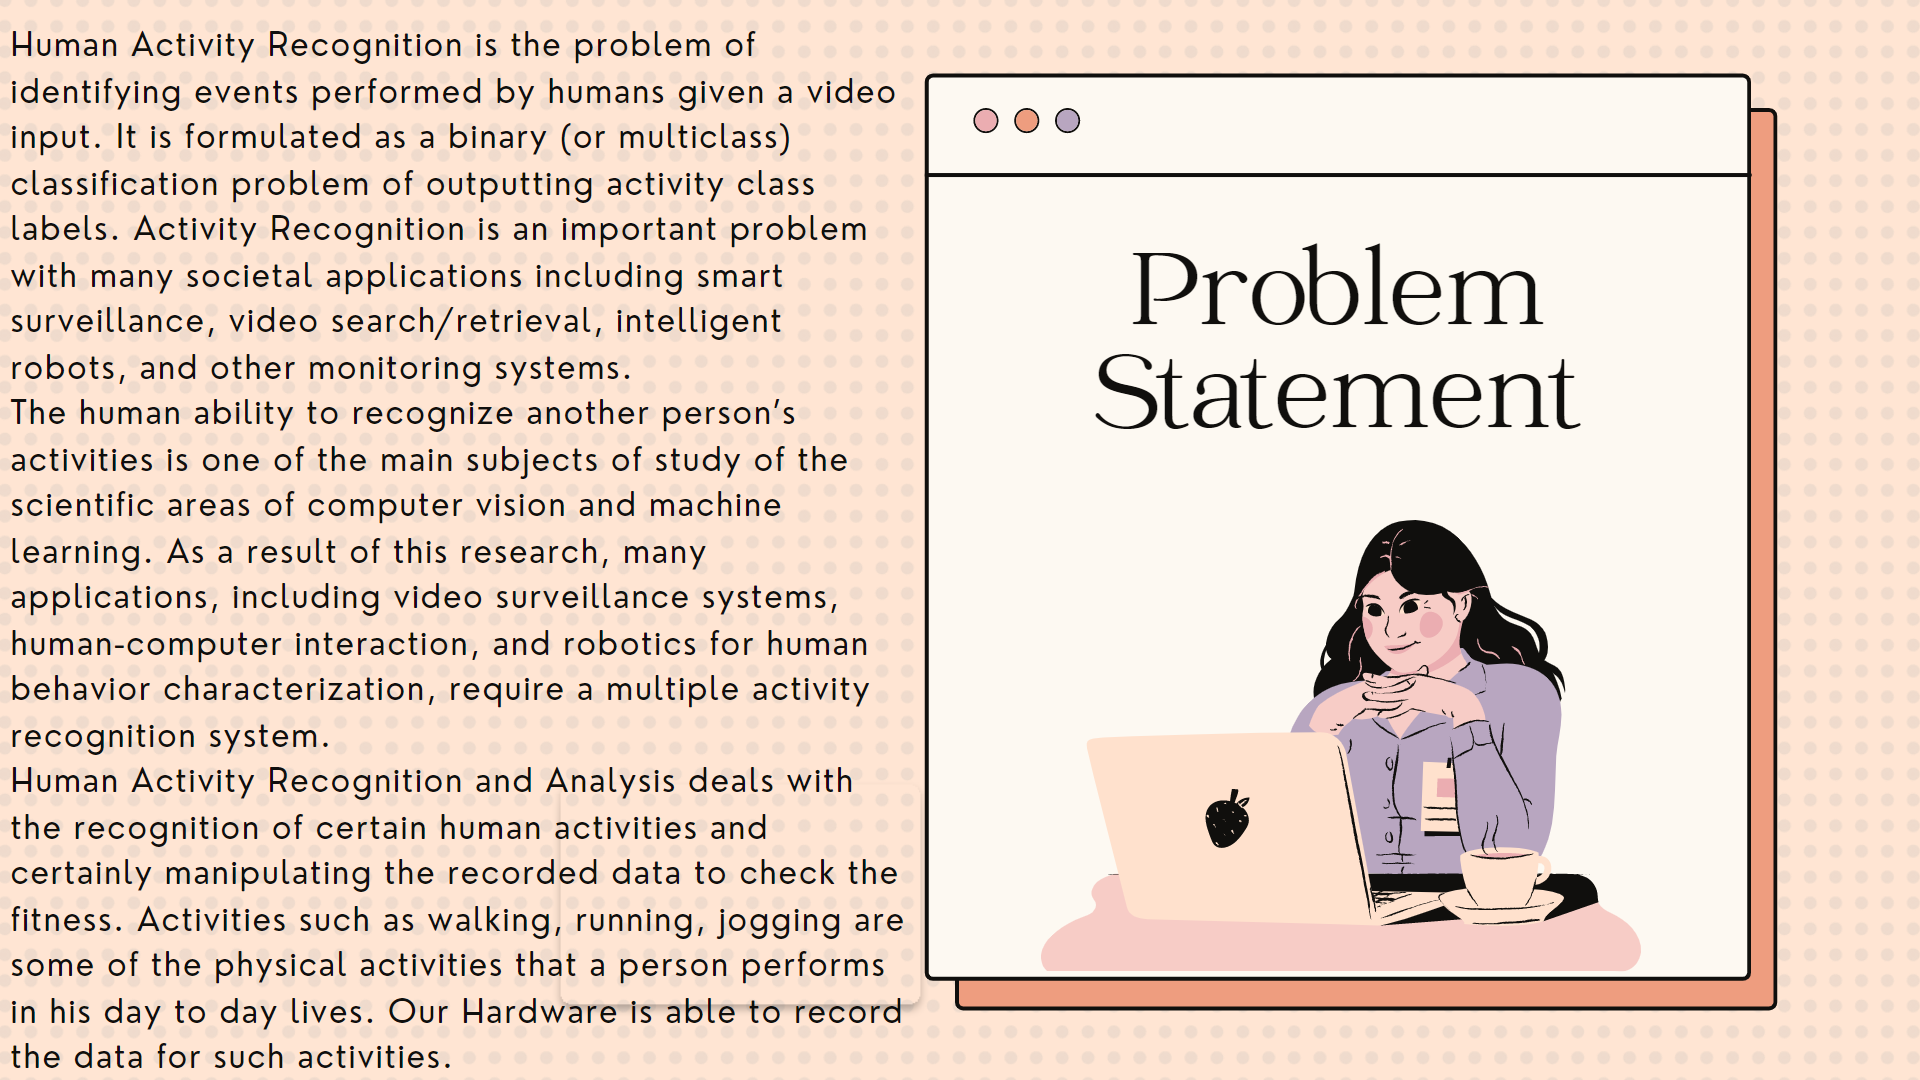 Human Activity Recognition is the problem of
identifying events performed by humans given a video
input. It is formulated as a binary (or multiclass)
classification problem of outputting activity class
labels. Activity Recognition is an important problem
with many societal applications including smart
surveillance, video search/retrieval, intelligent
robots, and other monitoring systems.
The human ability to recognize another person’s
activities is one of the main subjects of study of the
scientific areas of computer vision and machine
learning. As a result of this research, many
applications, including video surveillance systems,
human-computer interaction, and robotics for human
behavior characterization, require a multiple activity
recognition system.
Human Activity Recognition and Analysis deals with
the recognition of certain human activities and
certainly manipulating the recorded data to check the
fitness. Activities such as walking, running, jogging are
some of the physical activities that a person performs
in his day to day lives. Our Hardware is able to record
the data for such activities.
Problem
Statement